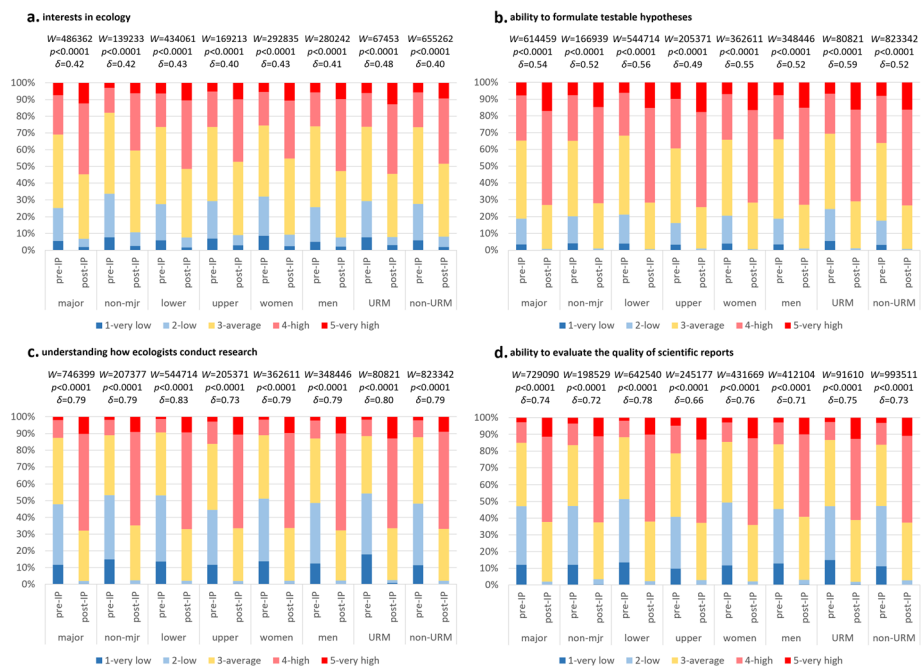 a. interests in ecology
W=486362 W=139233 W=434061 W=169213 W=292835 W=280242 W=67453 W=655262
p<0.0001 p<0.0001 p<0.0001 p<0.0001 p<0.0001 p<0.0001 p<0.0001 p<0.0001
δ=0.42 δ=0.42 δ=0.43 δ=0.40 δ=0.43 δ=0.41 δ=0.48 δ=0.40
100%
90%
80%
70%
60%
50%
40%
30%
20%
10%
0%
pre-IP post-IP pre-IP post-IP pre-IP post-IP pre-IP post-IP pre-IP post-IP pre-IP post-IP pre-IP post-IP pre-IP post-IP
major non-mjr lower upper women men URM non-URM
1-very low 2-low 3-average 4-high 5-very high
b. ability to formulate testable hypotheses
W=614459 W=166939 W=544714 W=205371 W=362611 W=348446 W=80821 W=823342
p<0.0001 p<0.0001 p<0.0001 p<0.0001 p<0.0001 p<0.0001 p<0.0001 p<0.0001
δ=0.54 δ=0.52 δ=0.56 δ=0.49 δ=0.55 δ=0.52 δ=0.59 δ=0.52
100%
90%
80%
70%
60%
50%
40%
30%
20%
10%
0%
pre-IP post-IP pre-IP post-IP pre-IP post-IP pre-IP post-IP pre-IP post-IP pre-IP post-IP pre-IP post-IP pre-IP post-IP
major non-mjr lower upper women men URM non-URM
1-very low 2-low 3-average 4-high 5-very high
c. understanding how ecologists conduct research
W=746399 W=207377 W=544714 W=205371 W=362611 W=348446 W=80821 W=823342
p<0.0001 p<0.0001 p<0.0001 p<0.0001 p<0.0001 p<0.0001 p<0.0001 p<0.0001
δ=0.79 δ=0.79 δ=0.83 δ=0.73 δ=0.79 δ=0.79 δ=0.80 δ=0.79
100%
90%
80%
70%
60%
50%
40%
30%
20%
10%
0%
pre-IP post-IP pre-IP post-IP pre-IP post-IP pre-IP post-IP pre-IP post-IP pre-IP post-IP pre-IP post-IP pre-IP post-IP
major non-mjr lower upper women men URM non-URM
1-very low 2-low 3-average 4-high 5-very high
d. ability to evaluate the quality of scientific reports
W=729090 W=198529 W=642540 W=245177 W=431669 W=412104 W=91610 W=993511
p<0.0001 p<0.0001 p<0.0001 p<0.0001 p<0.0001 p<0.0001 p<0.0001 p<0.0001
δ=0.74 δ=0.72 δ=0.78 δ=0.66 δ=0.76 δ=0.71 δ=0.75 δ=0.73
100%
90%
80%
70%
60%
50%
40%
30%
20%
10%
0%
pre-IP post-IP pre-IP post-IP pre-IP post-IP pre-IP post-IP pre-IP post-IP pre-IP post-IP pre-IP post-IP pre-IP post-IP
major non-mjr lower upper women men URM non-URM
1-very low 2-low 3-average 4-high 5-very high